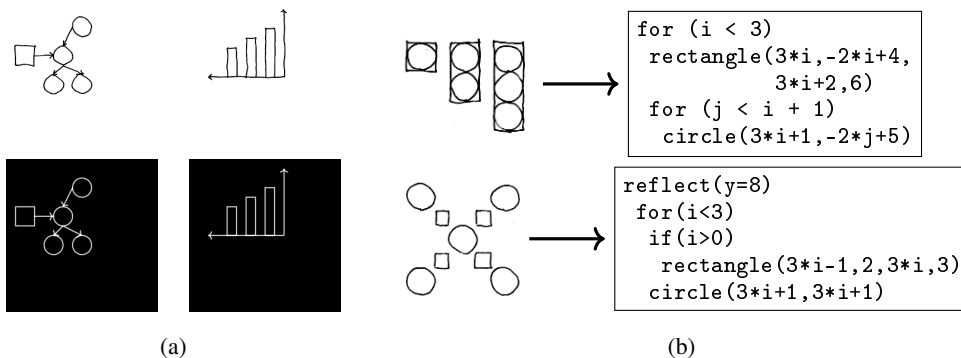 for (i < 3)
rectangle(3*i,-2*i+4,
3*i+2,6)
for (j < i + 1)
circle(3*i+1,-2*j+5)
reflect(y=8)
for(i<3)
if(i>0)
rectangle(3*i-1,2,3*i,3)
circle(3*i+1,3*i+1)
(a)
(b)